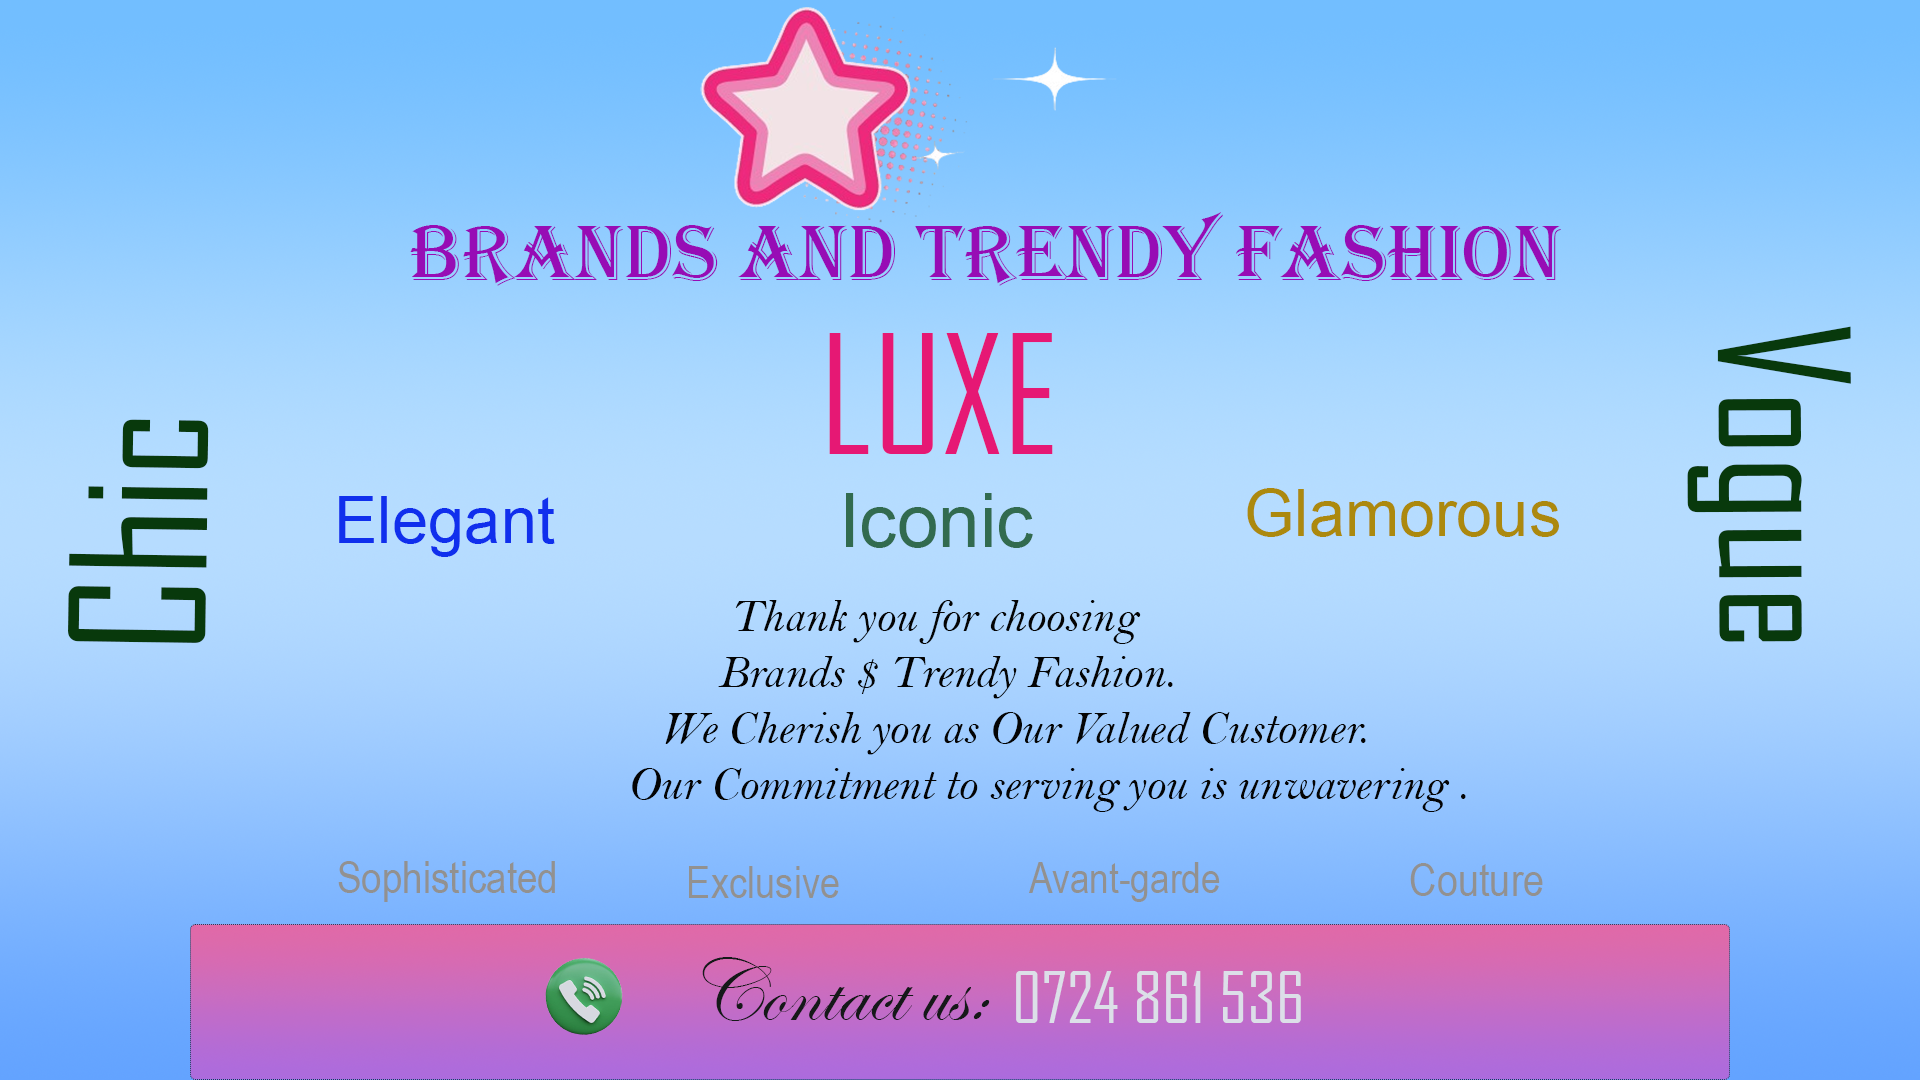 BRANDS AND TRENDY FASHION
LUXE
Chic
Vogue
Elegant Iconic Glamorous
Thank you for choosing
Brands $ Trendy Fashion.
We Cherish you as Our Valued Customer.
Our Commitment to serving you is unwavering .
Sophisticated Exclusive Avant-garde Couture
Contact us: 0724 861 536